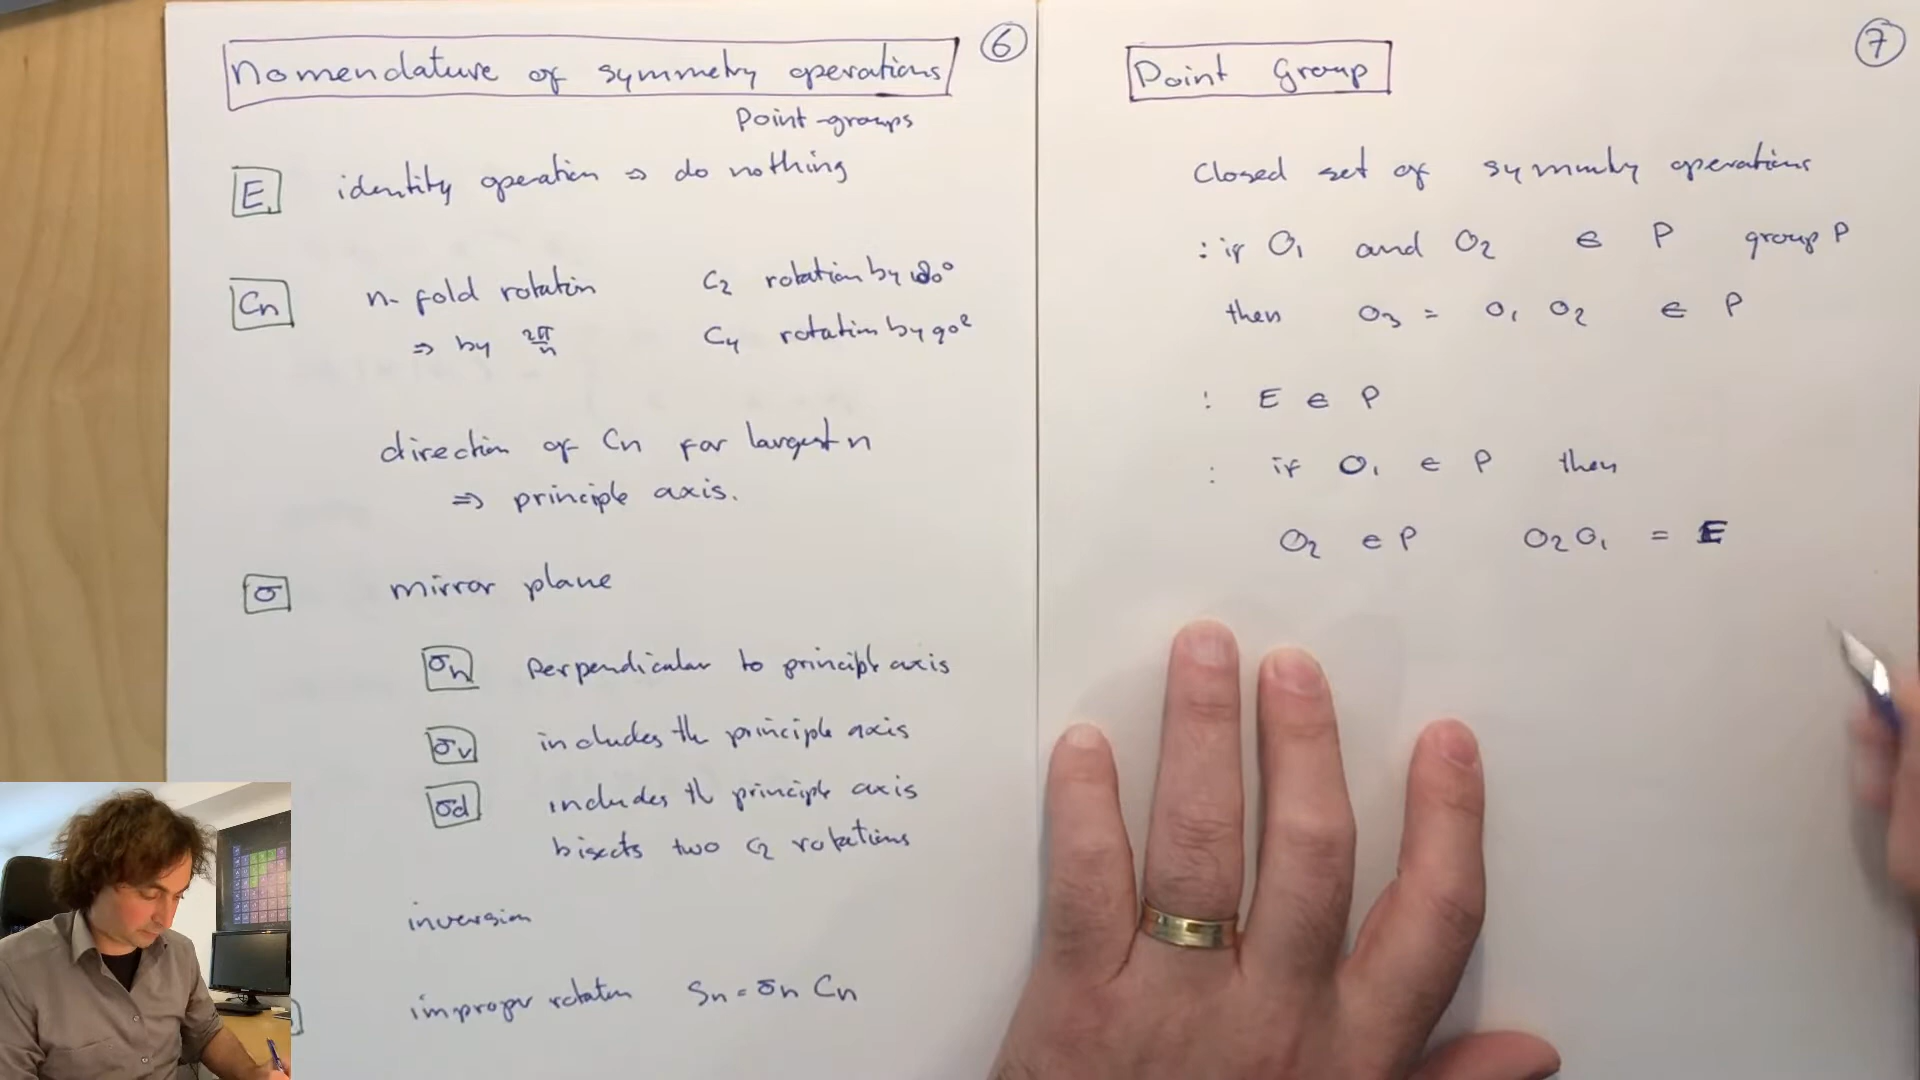 Nomenclature of symmetry operations
6
Point-groups
E identity operation ⇒ do nothing
Cn n-fold rotation C2 rotation by 180°
⇒ by 2π/n C4 rotation by 90°
direction of Cn for largest n
⇒ principle axis.
σ mirror plane
σh Perpendicular to principle axis
σv includes the principle axis
σd includes the principle axis
bisects two C2 rotations
inversion
improper rotation Sn = σh Cn
Point Group
7
Closed set of symmetry operations
: if O1 and O2 ∈ P group P
then O3 = O1 O2 ∈ P
: E ∈ P
: if O1 ∈ P then
O2 ∈ P O2O1 = E